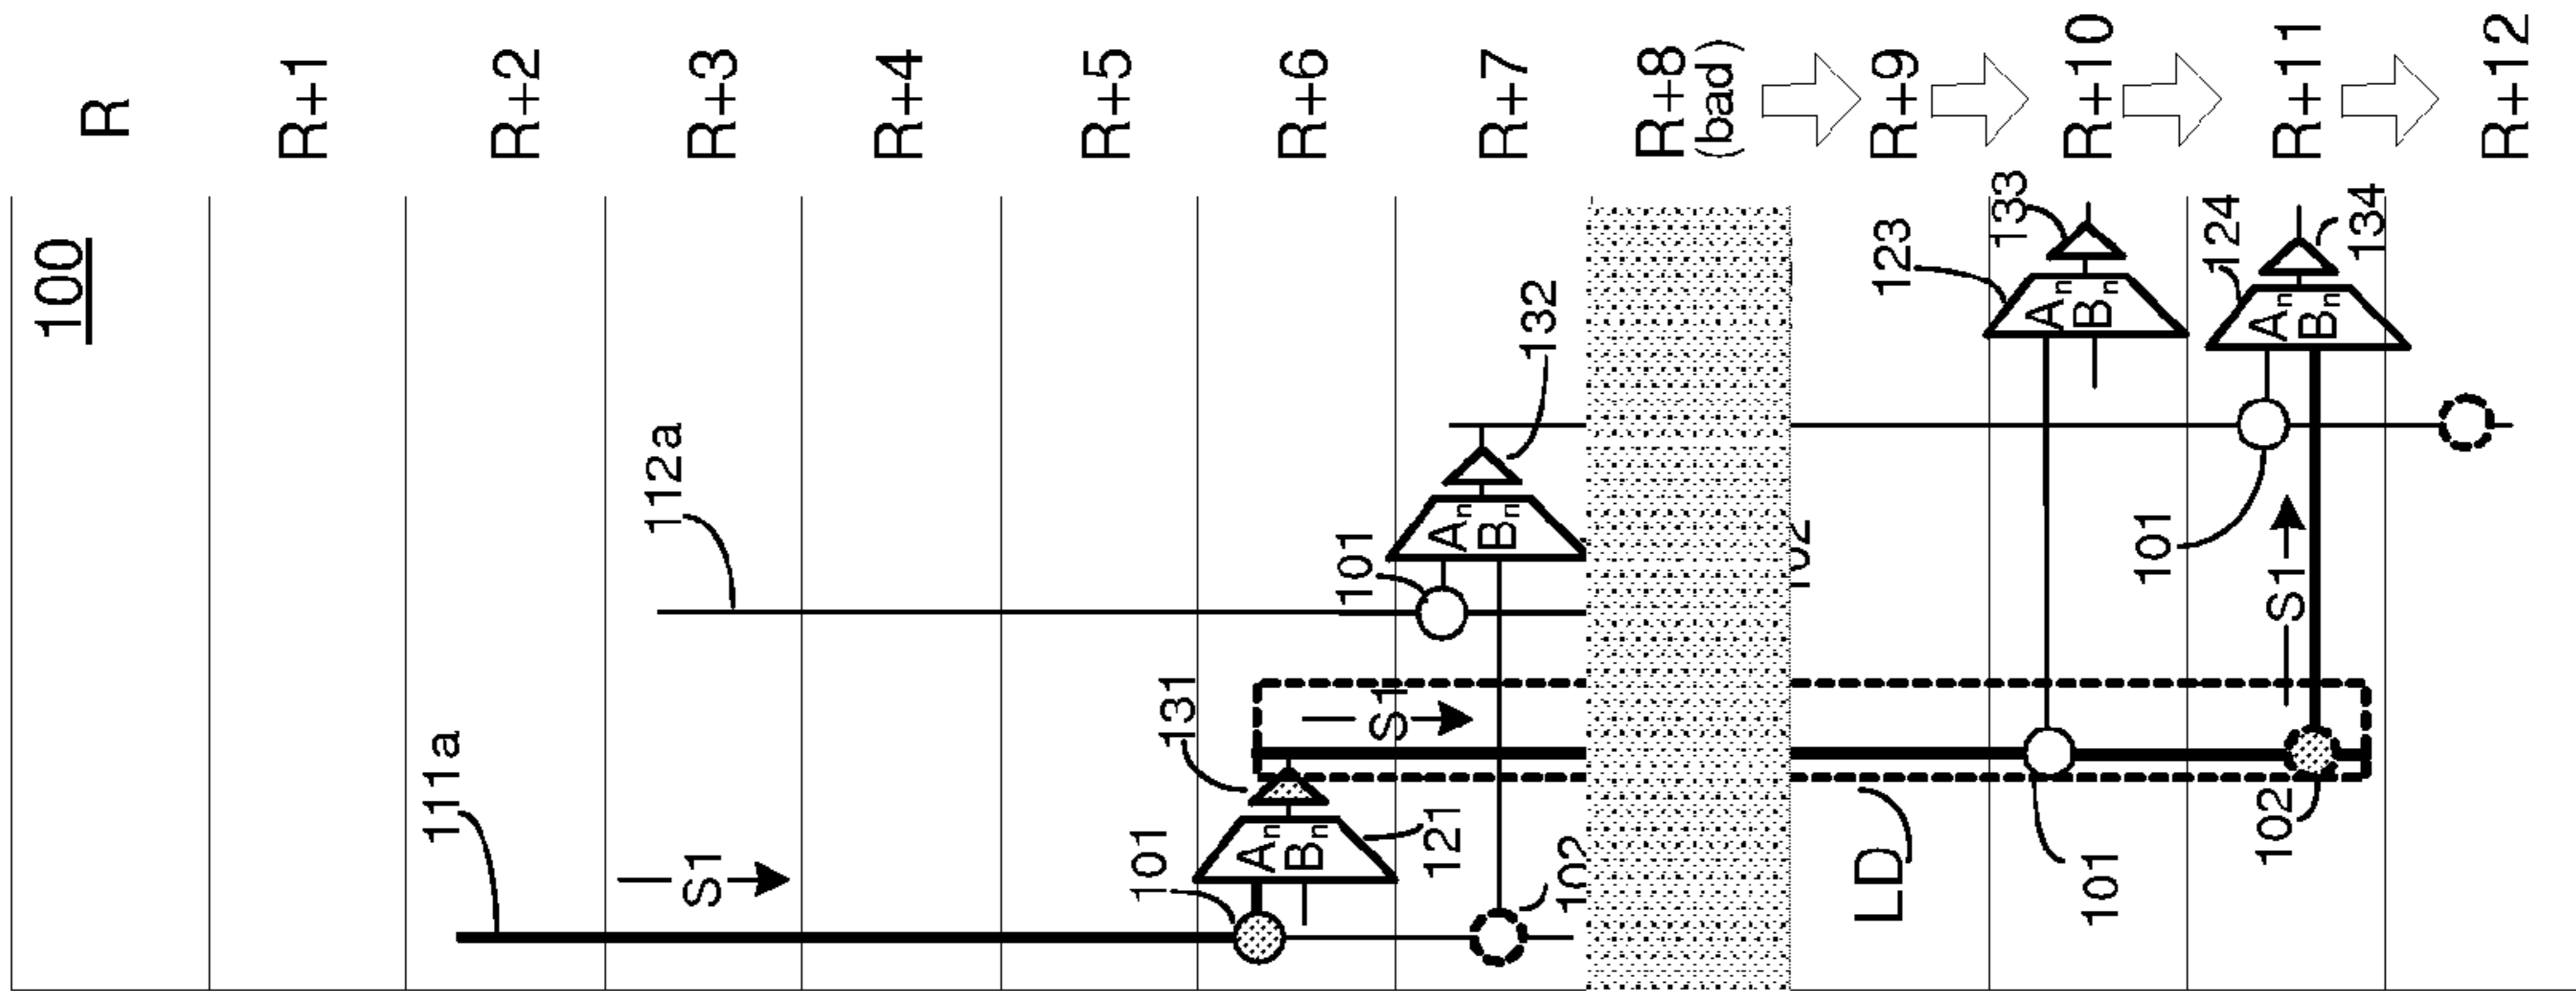 100
R
R+1
R+2
R+3
R+4
R+5
R+6
R+7
R+8
(bad)
R+9
R+10
R+11
R+12
111a
S1
112a
101
131
An
Bn
121
S1
101
An
Bn
132
102
102
LD
101
123
An
Bn
133
101
S1
102
124
An
Bn
134